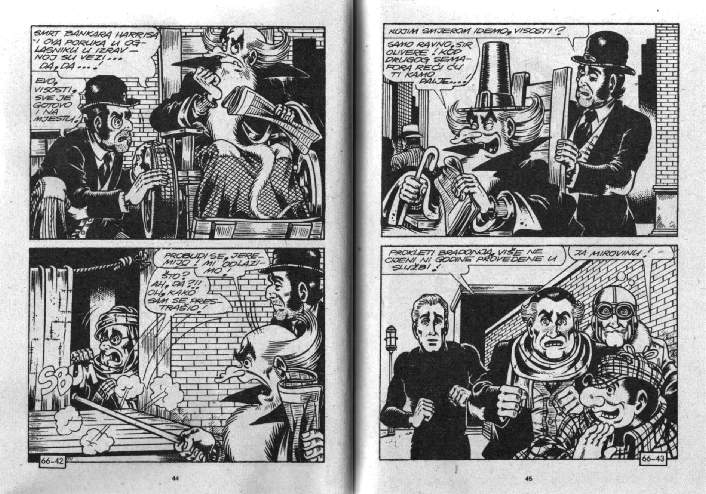 SMRT BANKARA HARRISA
I OVA PORUKA U OG-
LASNIKU U IZRAV-
NOJ SU VEZI...
DA, DA...!
EVO,
VISOSTI,
SVE JE
GOTOVO
I NA
MJESTU!
PROBUDI SE, JERE-
MIJO! MI ODLAZI-
MO!
ŠTO?
AH, DA?!!
UH, KAKO
SAM SE PRES-
TRAŠIO!
SOB
66-42
44
KOJIM SMJEROM IDEMO, VISOSTI?
SAMO RAVNO, SIR
OLIVERE! KOD
DRUGOG SEMA-
FORA REĆI ĆU
TI KAMO
DALJE...!
PROKLETI BRADONJA, VIŠE NE
CIJENI NI GODINE PROVEDENE U
SLUŽBI!
ZA MIROVINU!
66-43
45